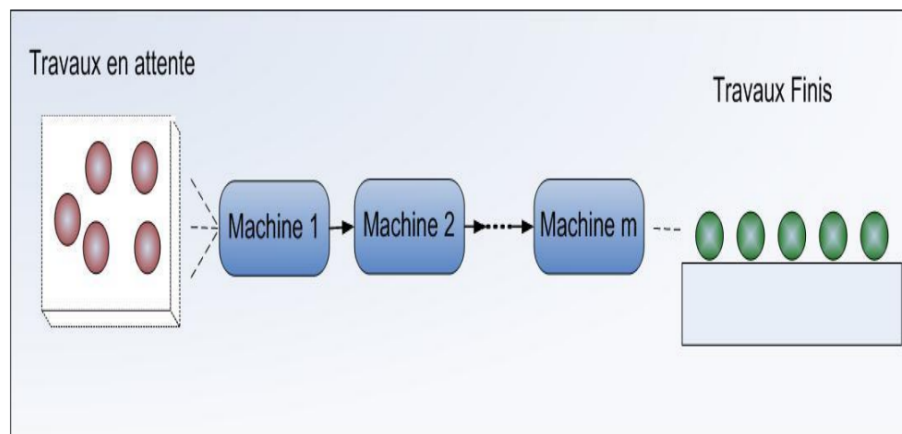 Travaux en attente
Travaux Finis
Machine 1
Machine 2
Machine m